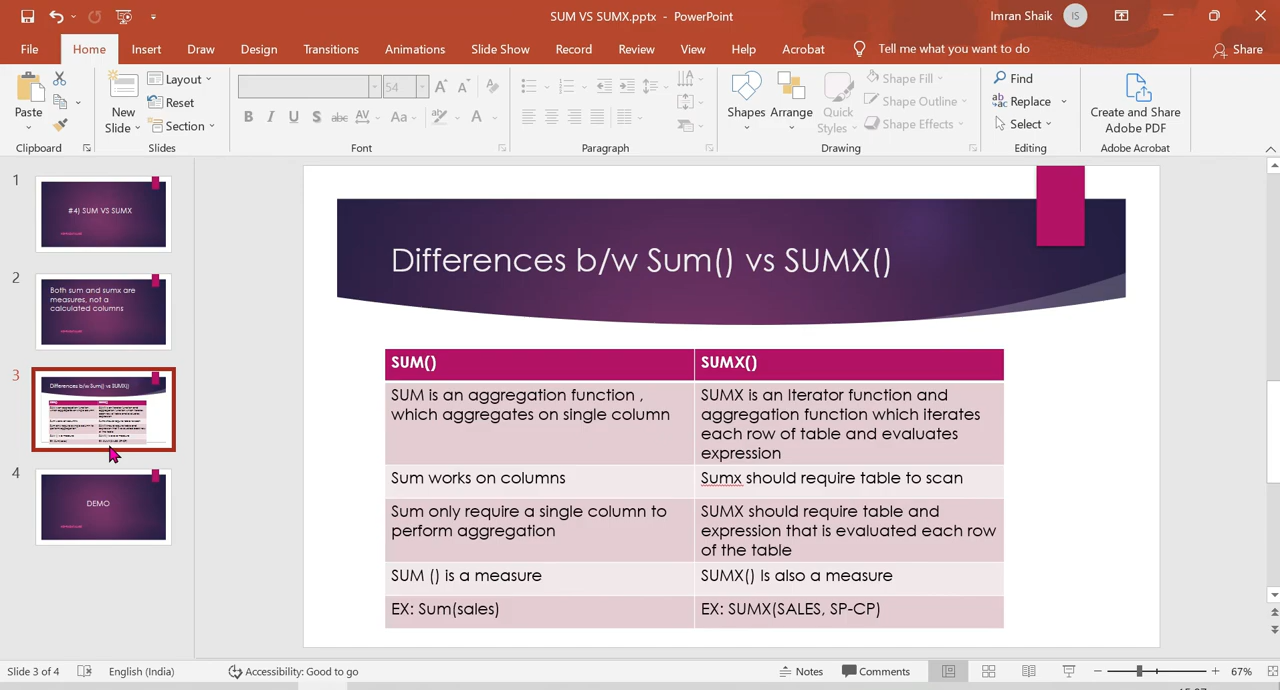 SUM VS SUMX.pptx - PowerPoint
Imran Shaik
IS
File
Home
Insert
Draw
Design
Transitions
Animations
Slide Show
Record
Review
View
Help
Acrobat
Tell me what you want to do
Share
Paste
Clipboard
New
Slide
Layout
Reset
Section
Slides
54
B I U S abc AV Aa A
Font
Paragraph
Shapes
Arrange
Quick
Styles
Shape Fill
Shape Outline
Shape Effects
Drawing
Find
Replace
Select
Editing
Create and Share
Adobe PDF
Adobe Acrobat
1
#4) SUM VS SUMX
2
Both sum and sumx are
measures, not a
calculated columns
3
Differences b/w Sum() vs SUMX()
4
DEMO
Differences b/w Sum() vs SUMX()
SUM()
SUMX()
SUM is an aggregation function ,
which aggregates on single column
SUMX is an Iterator function and
aggregation function which iterates
each row of table and evaluates
expression
Sum works on columns
Sumx should require table to scan
Sum only require a single column to
perform aggregation
SUMX should require table and
expression that is evaluated each row
of the table
SUM () is a measure
SUMX() Is also a measure
EX: Sum(sales)
EX: SUMX(SALES, SP-CP)
Slide 3 of 4
English (India)
Accessibility: Good to go
Notes
Comments
67%